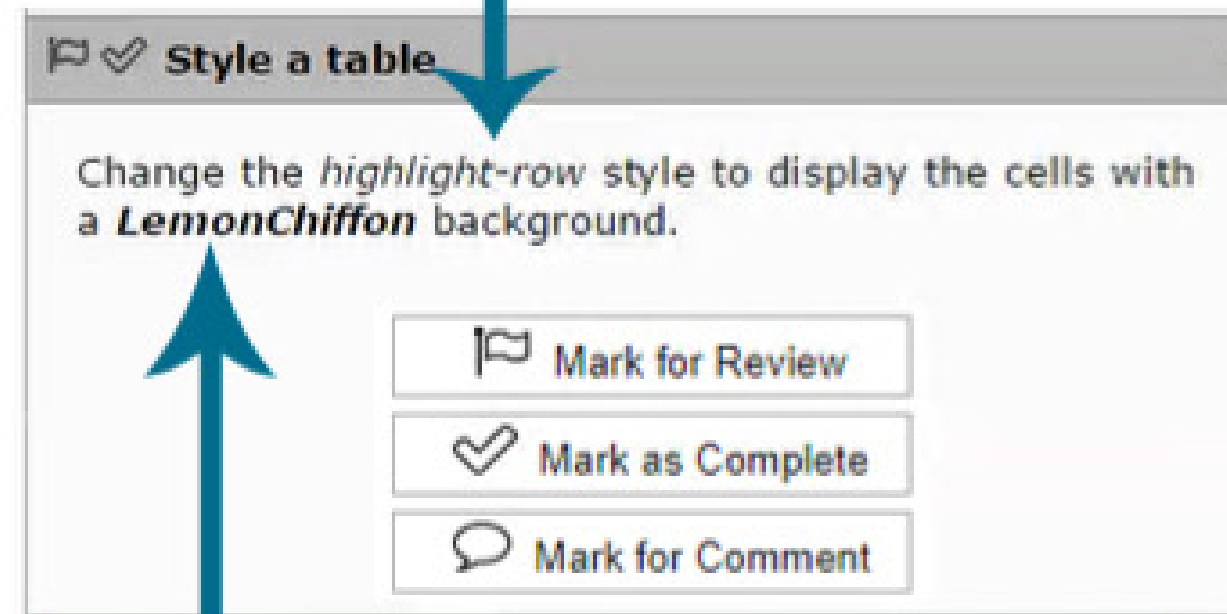 Style a table
Change the highlight-row style to display the cells with
a LemonChiffon background.
Mark for Review
Mark as Complete
Mark for Comment